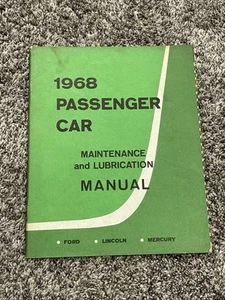 1968
PASSENGER
CAR
MAINTENANCE
and LUBRICATION
MANUAL
• FORD • LINCOLN • MERCURY